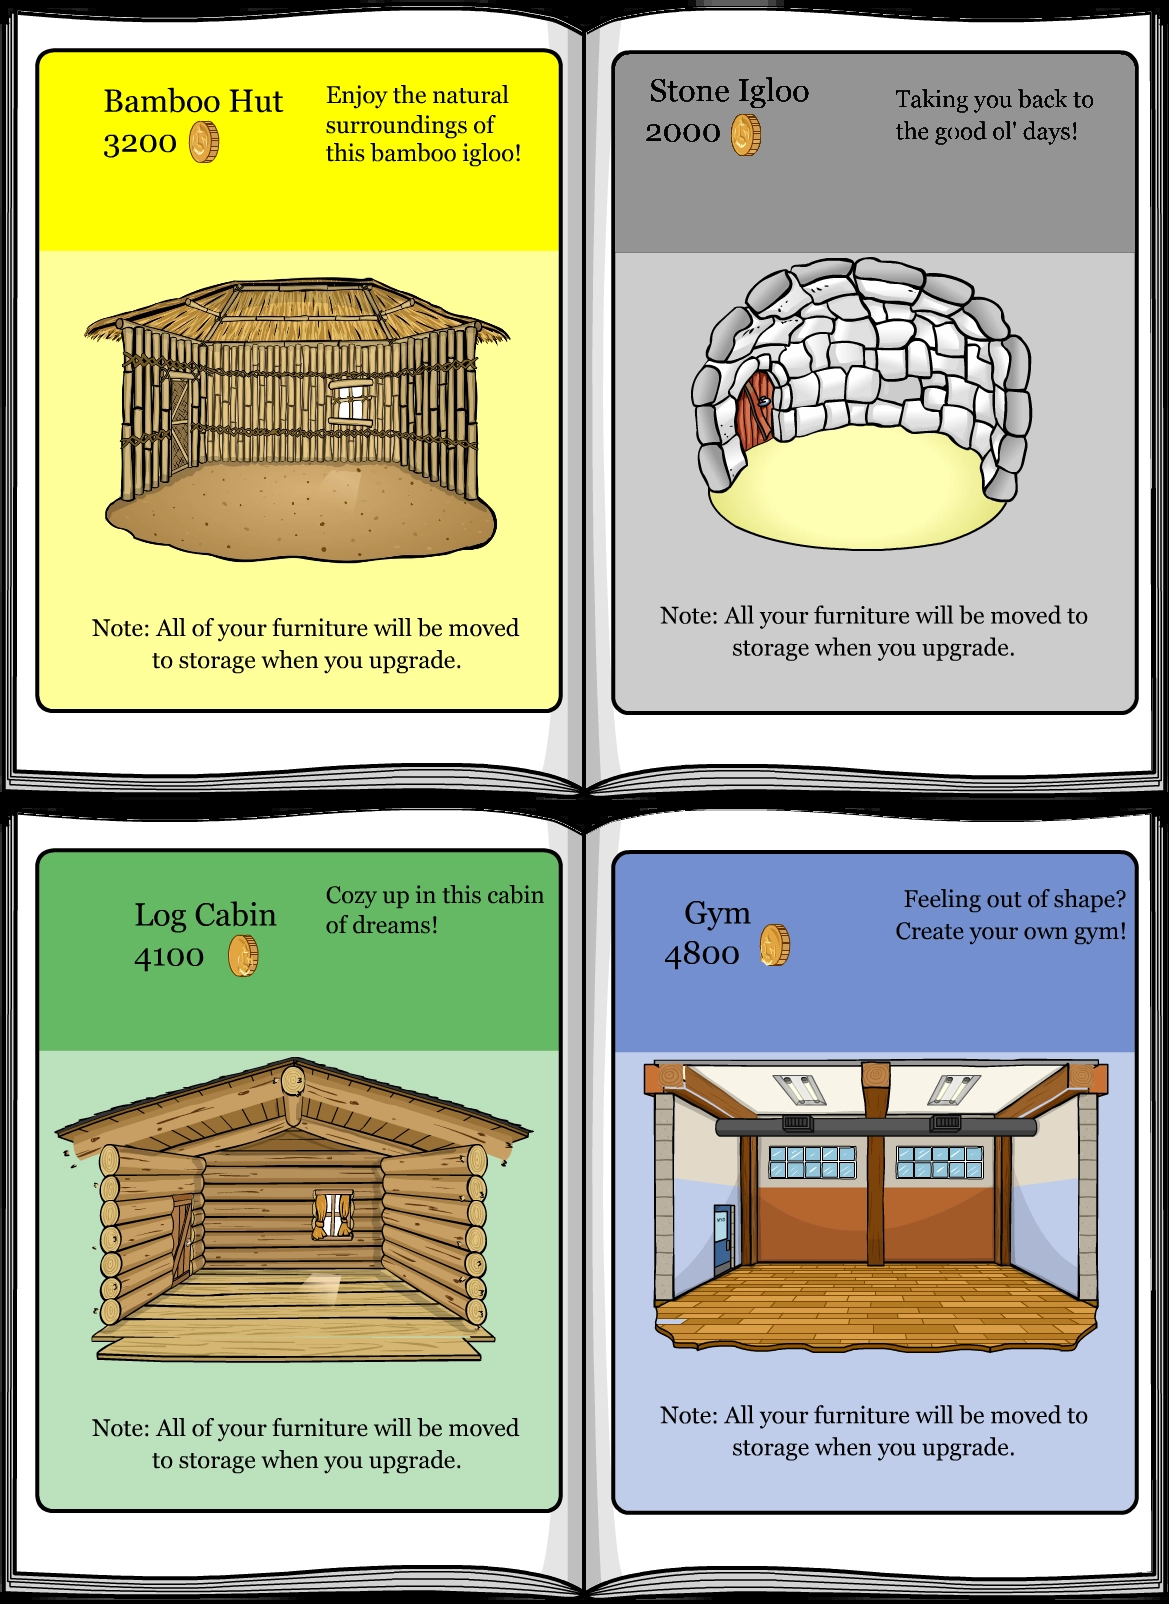 Bamboo Hut
3200
Enjoy the natural
surroundings of
this bamboo igloo!
Note: All of your furniture will be moved
to storage when you upgrade.
Stone Igloo
2000
Taking you back to
the good ol' days!
Note: All your furniture will be moved to
storage when you upgrade.
Log Cabin
4100
Cozy up in this cabin
of dreams!
Note: All of your furniture will be moved
to storage when you upgrade.
Gym
4800
Feeling out of shape?
Create your own gym!
Note: All your furniture will be moved to
storage when you upgrade.